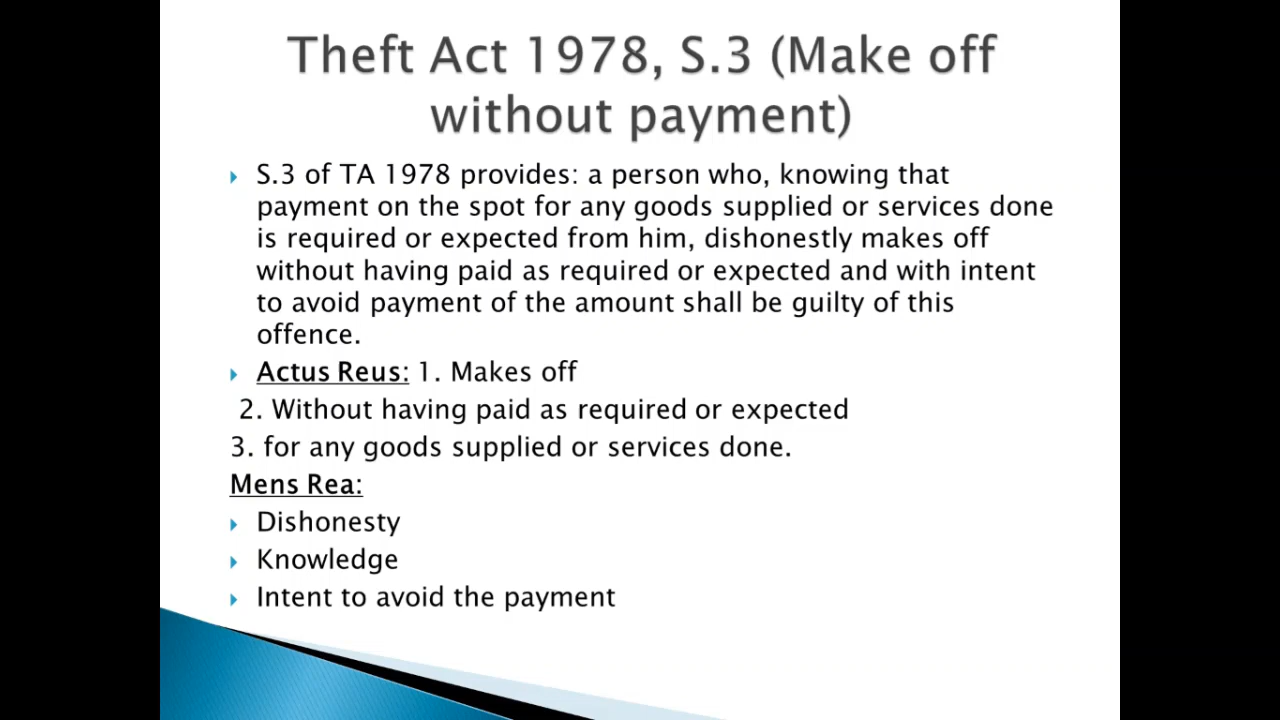 Theft Act 1978, S.3 (Make off
without payment)
S.3 of TA 1978 provides: a person who, knowing that
payment on the spot for any goods supplied or services done
is required or expected from him, dishonestly makes off
without having paid as required or expected and with intent
to avoid payment of the amount shall be guilty of this
offence.
Actus Reus: 1. Makes off
2. Without having paid as required or expected
3. for any goods supplied or services done.
Mens Rea:
Dishonesty
Knowledge
Intent to avoid the payment